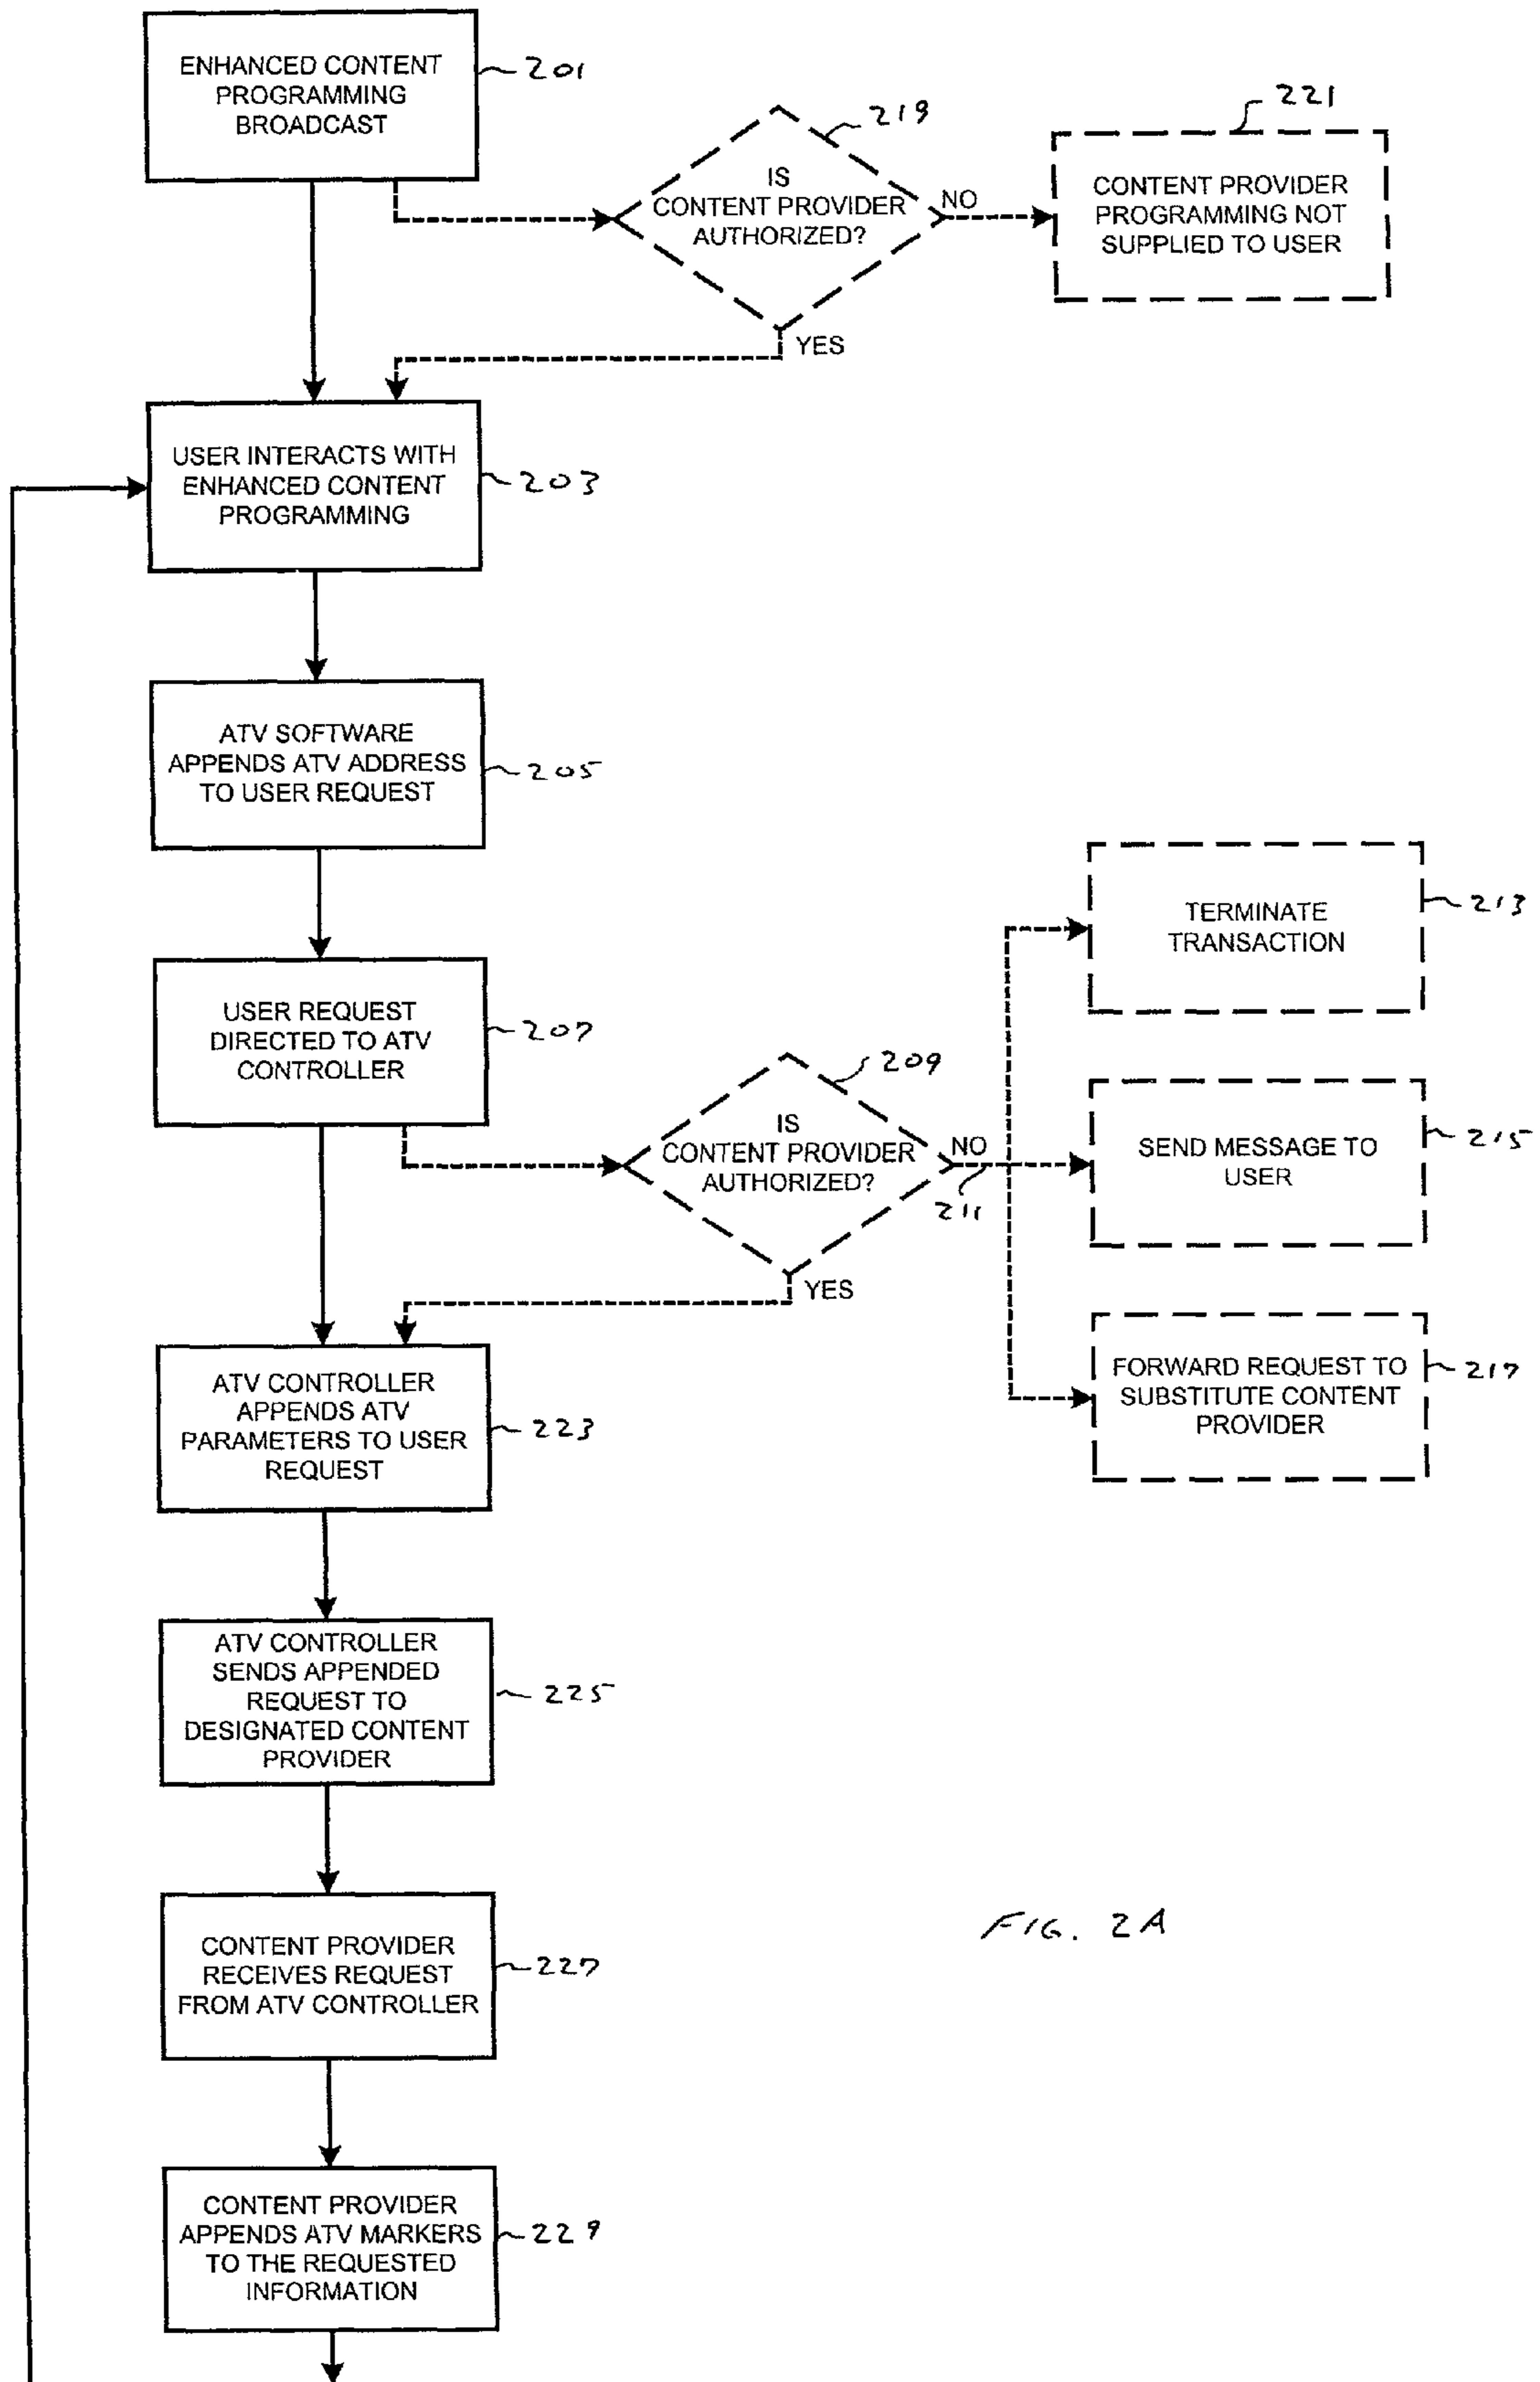 ENHANCED CONTENT
PROGRAMMING
BROADCAST
201
IS
CONTENT PROVIDER
AUTHORIZED?
219
NO
YES
221
CONTENT PROVIDER
PROGRAMMING NOT
SUPPLIED TO USER
USER INTERACTS WITH
ENHANCED CONTENT
PROGRAMMING
203
ATV SOFTWARE
APPENDS ATV ADDRESS
TO USER REQUEST
205
USER REQUEST
DIRECTED TO ATV
CONTROLLER
207
IS
CONTENT PROVIDER
AUTHORIZED?
209
NO
211
YES
TERMINATE
TRANSACTION
213
SEND MESSAGE TO
USER
215
FORWARD REQUEST TO
SUBSTITUTE CONTENT
PROVIDER
217
ATV CONTROLLER
APPENDS ATV
PARAMETERS TO USER
REQUEST
223
ATV CONTROLLER
SENDS APPENDED
REQUEST TO
DESIGNATED CONTENT
PROVIDER
225
CONTENT PROVIDER
RECEIVES REQUEST
FROM ATV CONTROLLER
227
FIG. 2A
CONTENT PROVIDER
APPENDS ATV MARKERS
TO THE REQUESTED
INFORMATION
229